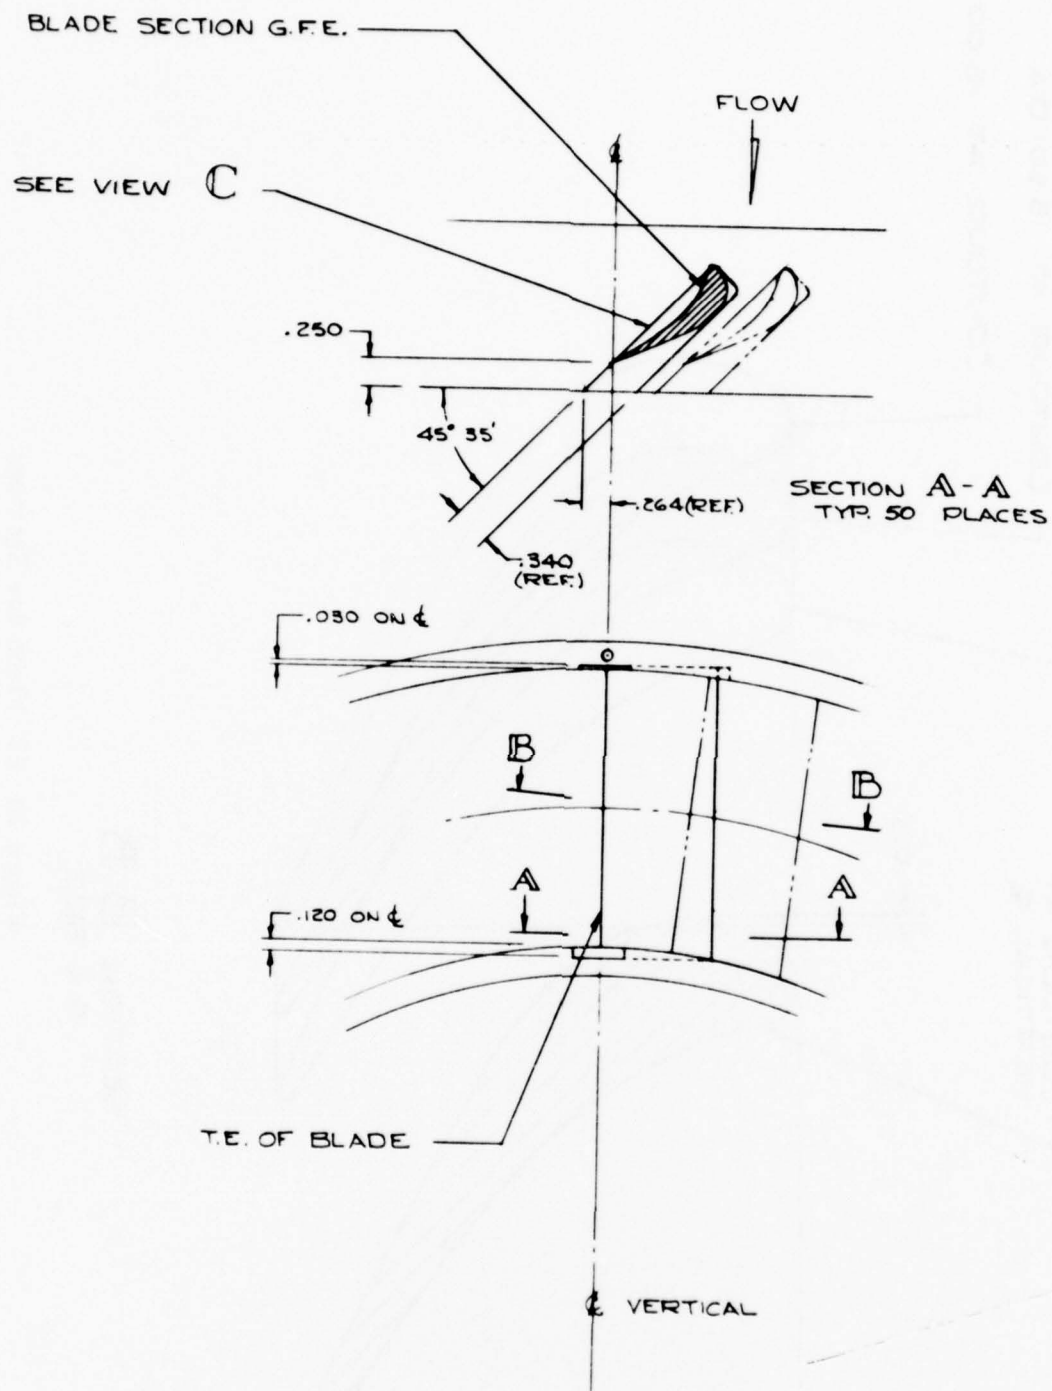 BLADE SECTION G.F.E.
FLOW
℄
SEE VIEW C
.250
45° 35'
.264(REF.)
SECTION A-A
TYP. 50 PLACES
.340
(REF.)
.030 ON ℄
B
B
A
A
.120 ON ℄
T.E. OF BLADE
℄ VERTICAL